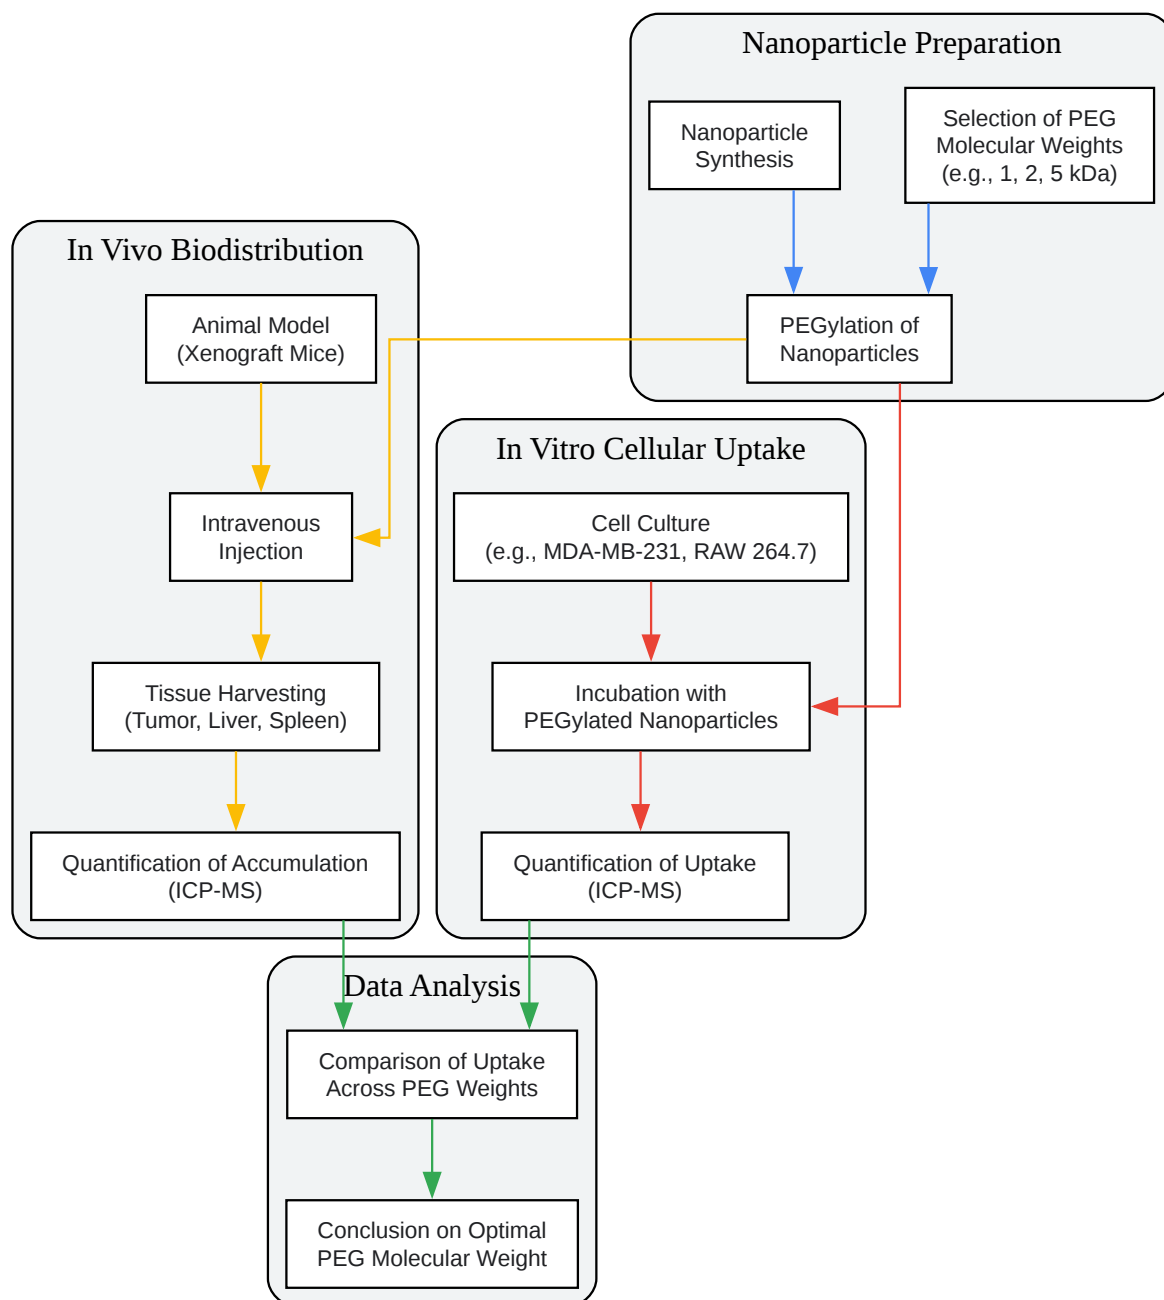 Nanoparticle Preparation
Nanoparticle
Synthesis
Selection of PEG
Molecular Weights
(e.g., 1, 2, 5 kDa)
PEGylation of
Nanoparticles
In Vivo Biodistribution
Animal Model
(Xenograft Mice)
Intravenous
Injection
Tissue Harvesting
(Tumor, Liver, Spleen)
Quantification of Accumulation
(ICP-MS)
In Vitro Cellular Uptake
Cell Culture
(e.g., MDA-MB-231, RAW 264.7)
Incubation with
PEGylated Nanoparticles
Quantification of Uptake
(ICP-MS)
Data Analysis
Comparison of Uptake
Across PEG Weights
Conclusion on Optimal
PEG Molecular Weight